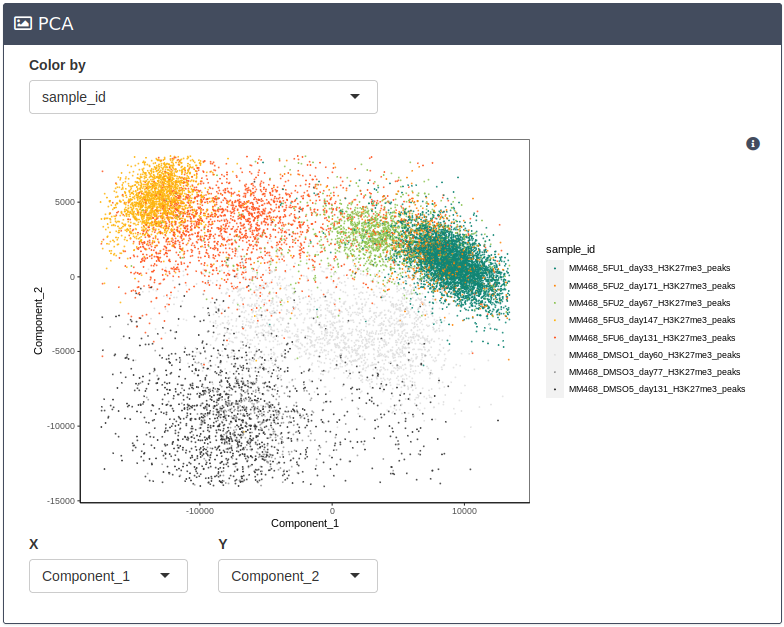 PCA
Color by
sample_id
5000
0
-5000
-10000
-15000
Component_2
-10000
0
10000
Component_1
sample_id
MM468_5FU1_day33_H3K27me3_peaks
MM468_5FU2_day171_H3K27me3_peaks
MM468_5FU2_day67_H3K27me3_peaks
MM468_5FU3_day147_H3K27me3_peaks
MM468_5FU6_day131_H3K27me3_peaks
MM468_DMSO1_day60_H3K27me3_peaks
MM468_DMSO3_day77_H3K27me3_peaks
MM468_DMSO5_day131_H3K27me3_peaks
X
Y
Component_1
Component_2